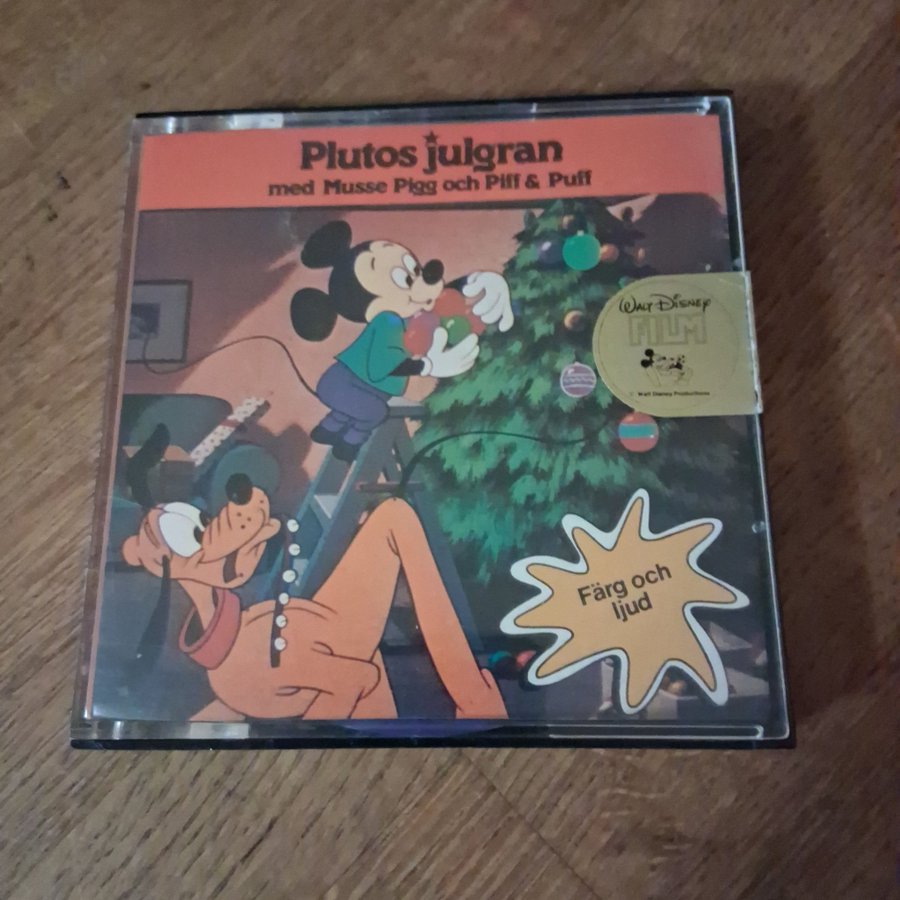 Plutos julgran
med Musse Pigg och Piff & Puff
Walt Disney
FILM
© Walt Disney Productions
Färg och
ljud